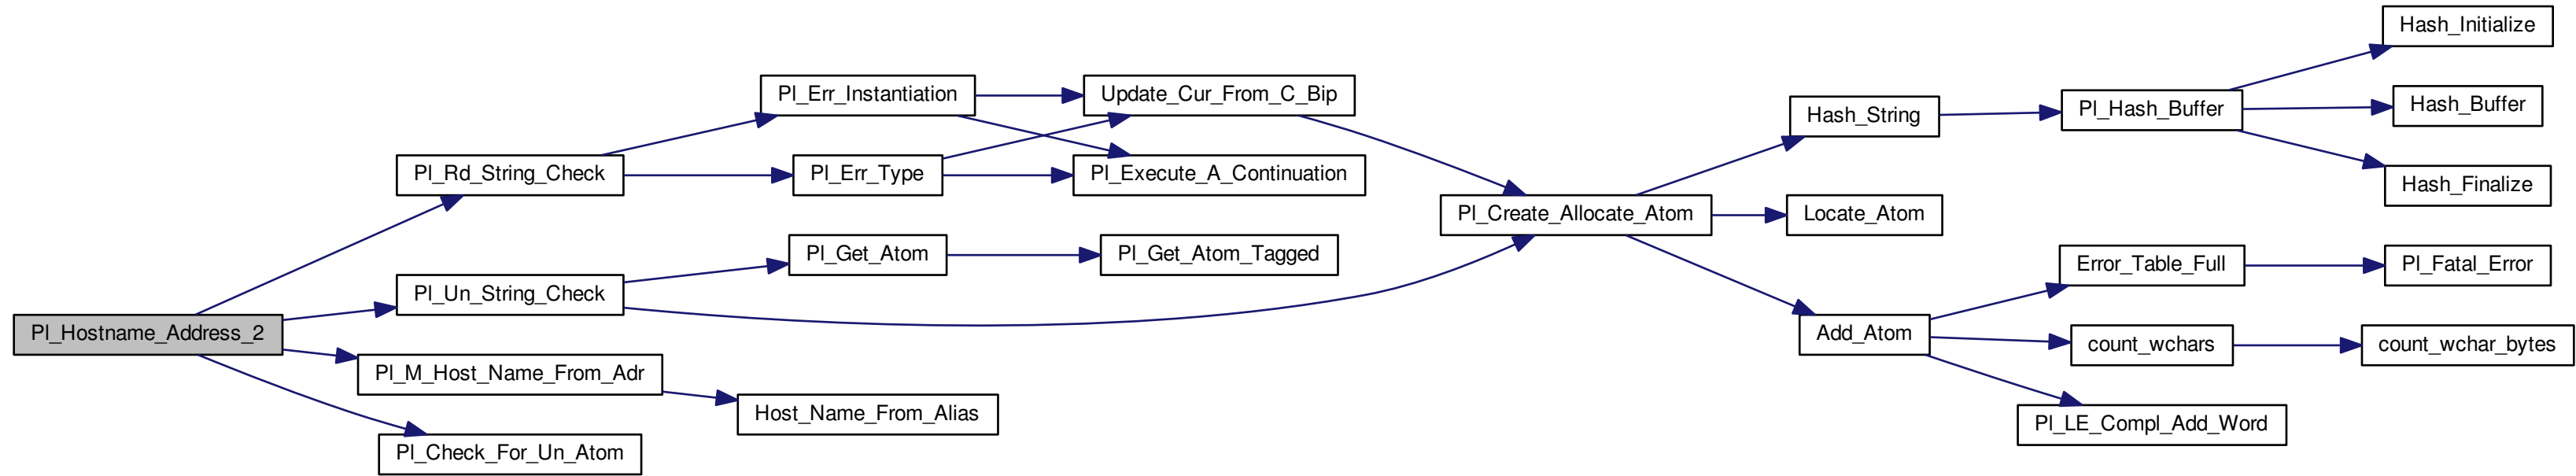 Pl_Hostname_Address_2
Pl_Rd_String_Check
Pl_Err_Instantiation
Update_Cur_From_C_Bip
Pl_Create_Allocate_Atom
Hash_String
Pl_Hash_Buffer
Hash_Initialize
Hash_Buffer
Hash_Finalize
Locate_Atom
Add_Atom
Error_Table_Full
Pl_Fatal_Error
count_wchars
count_wchar_bytes
Pl_LE_Compl_Add_Word
Pl_Execute_A_Continuation
Pl_Err_Type
Pl_Un_String_Check
Pl_Get_Atom
Pl_Get_Atom_Tagged
Pl_M_Host_Name_From_Adr
Host_Name_From_Alias
Pl_Check_For_Un_Atom